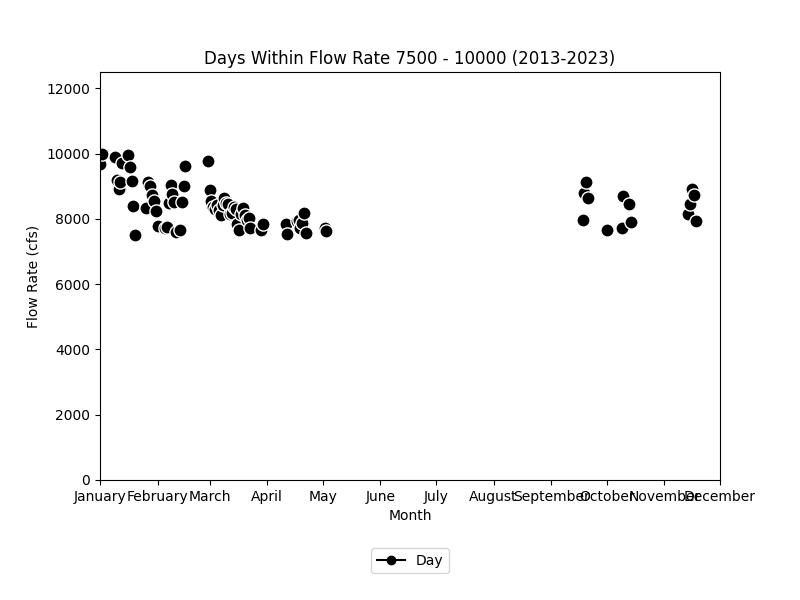 Days Within Flow Rate 7500 - 10000 (2013-2023)
12000
10000
8000
6000
4000
2000
0
Flow Rate (cfs)
January February March April May June July August September October November December
Month
Day